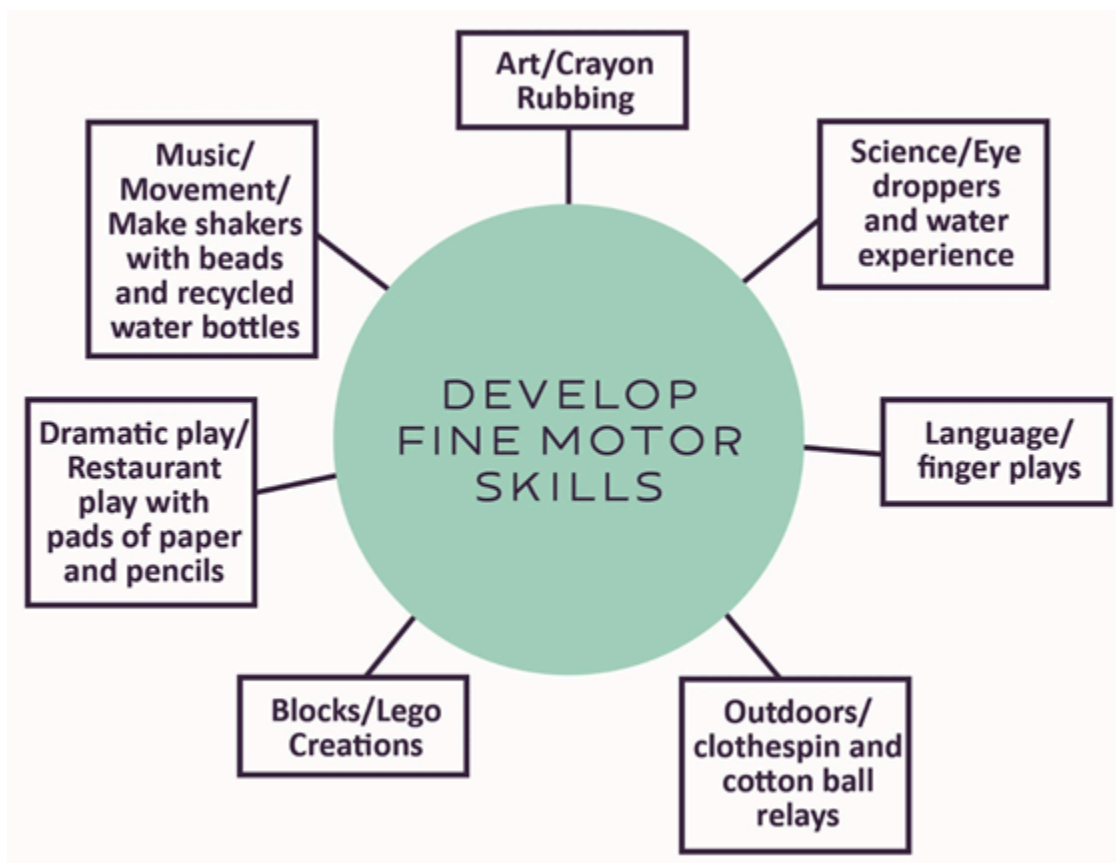 Art/Crayon
Rubbing
Science/Eye
droppers
and water
experience
Language/
finger plays
Outdoors/
clothespin and
cotton ball
relays
Blocks/Lego
Creations
Dramatic play/
Restaurant
play with
pads of paper
and pencils
Music/
Movement/
Make shakers
with beads
and recycled
water bottles
DEVELOP
FINE MOTOR
SKILLS